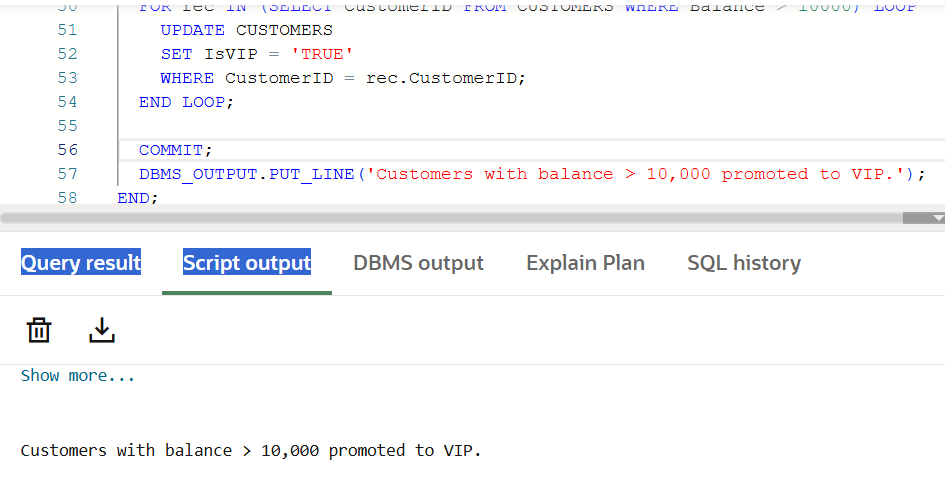 50 FOR rec IN (SELECT CustomerID FROM CUSTOMERS WHERE Balance > 10000) LOOP
51 UPDATE CUSTOMERS
52 SET IsVIP = 'TRUE'
53 WHERE CustomerID = rec.CustomerID;
54 END LOOP;
55
56 COMMIT;
57 DBMS_OUTPUT.PUT_LINE('Customers with balance > 10,000 promoted to VIP.');
58 END;
Query result Script output DBMS output Explain Plan SQL history
Show more...
Customers with balance > 10,000 promoted to VIP.